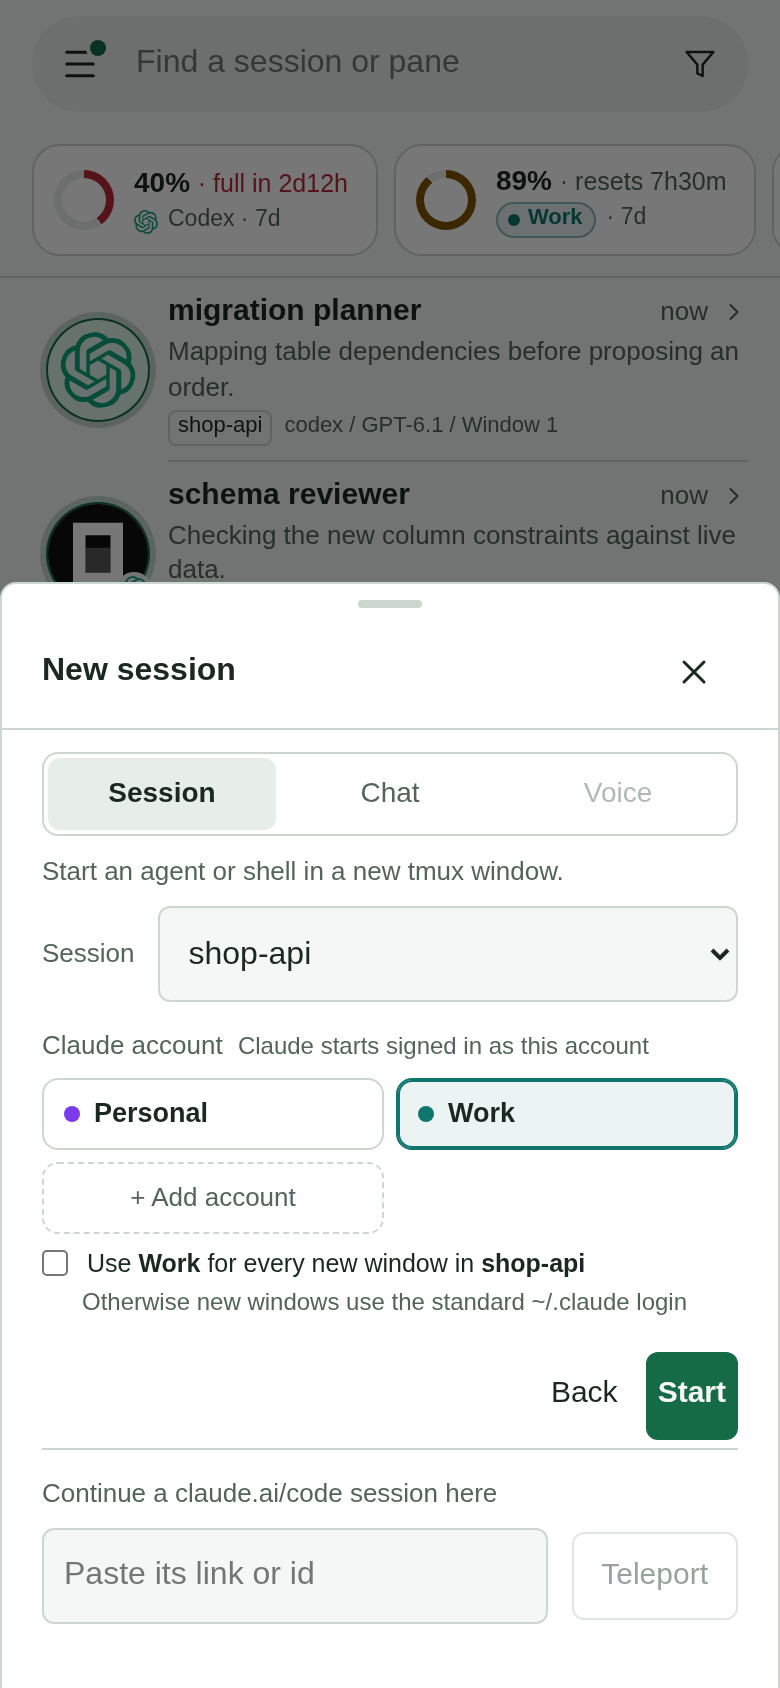 Find a session or pane
40% · full in 2d12h
Codex · 7d
89% · resets 7h30m
Work · 7d
migration planner now
Mapping table dependencies before proposing an
order.
shop-api codex / GPT-6.1 / Window 1
schema reviewer now
Checking the new column constraints against live
data.
New session
Session Chat Voice
Start an agent or shell in a new tmux window.
Session shop-api
Claude account Claude starts signed in as this account
Personal Work
+ Add account
Use Work for every new window in shop-api
Otherwise new windows use the standard ~/.claude login
Back Start
Continue a claude.ai/code session here
Paste its link or id Teleport